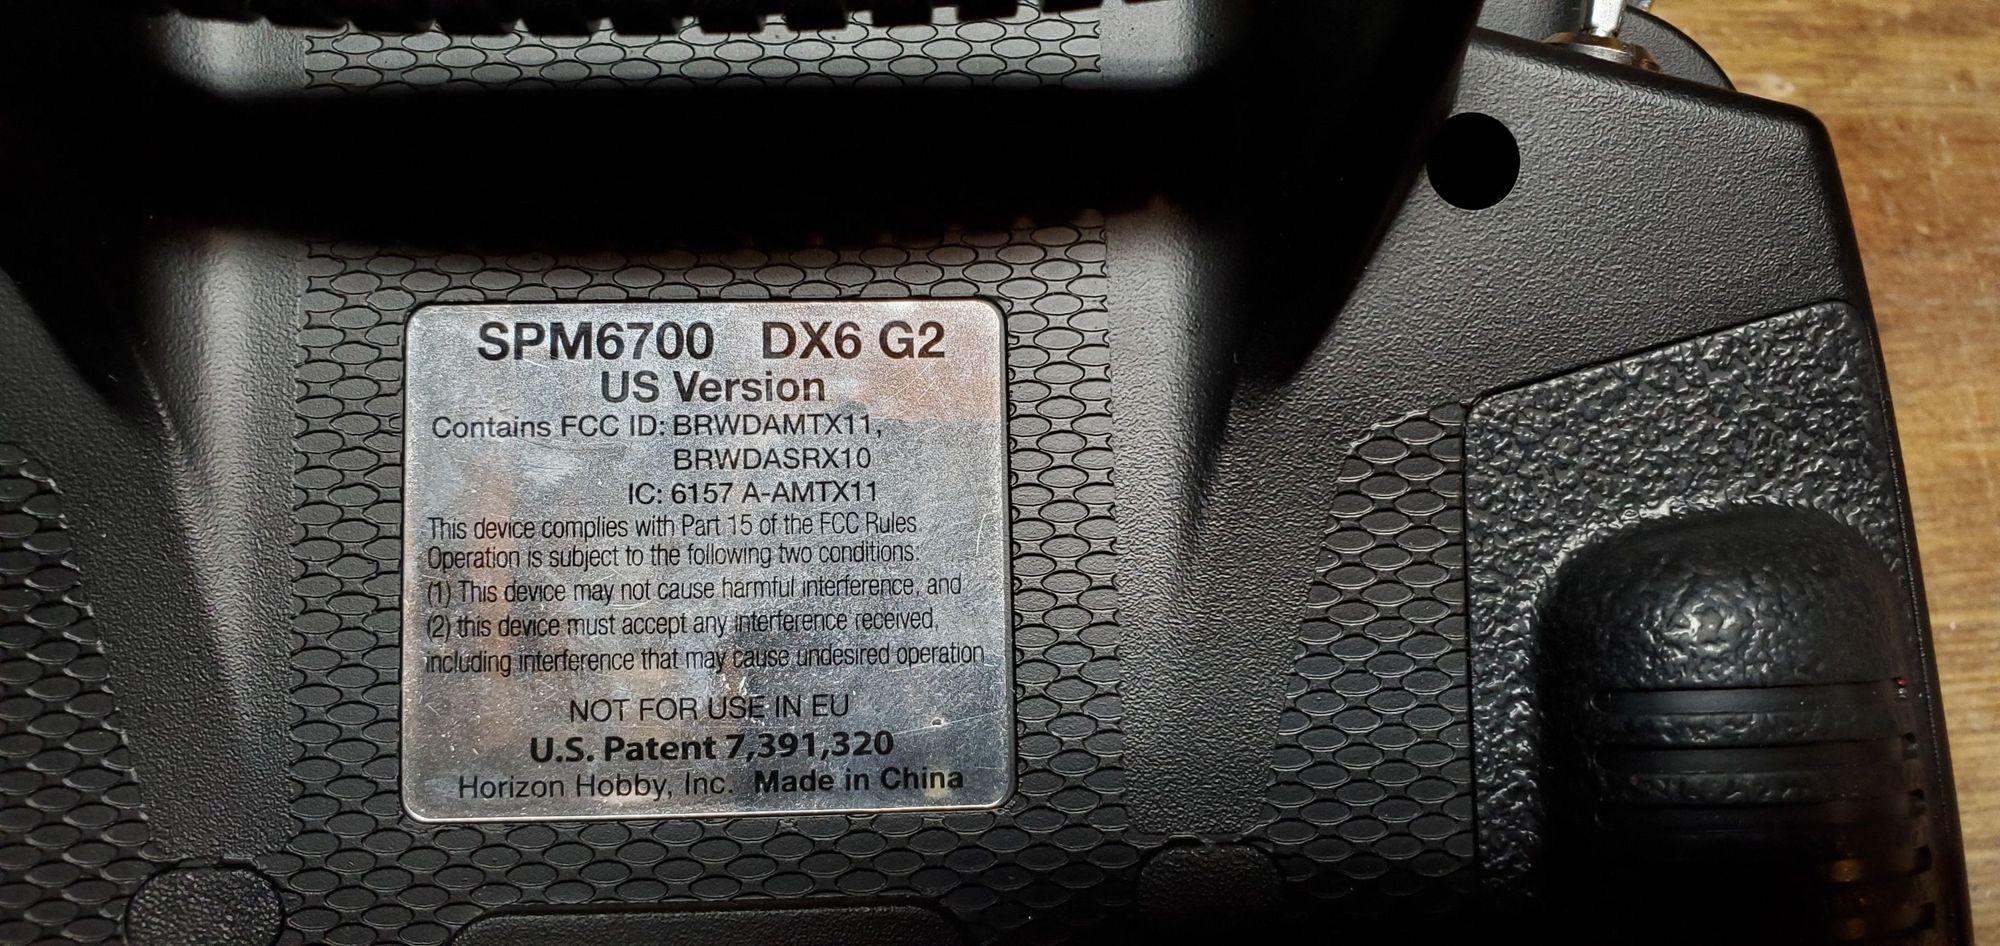 SPM6700 DX6 G2
US Version
Contains FCC ID: BRWDAMTX11,
BRWDASRX10
IC: 6157 A-AMTX11
This device complies with Part 15 of the FCC Rules
Operation is subject to the following two conditions:
(1) This device may not cause harmful interference, and
(2) this device must accept any interference received,
including interference that may cause undesired operation
NOT FOR USE IN EU
U.S. Patent 7,391,320
Horizon Hobby, Inc. Made in China